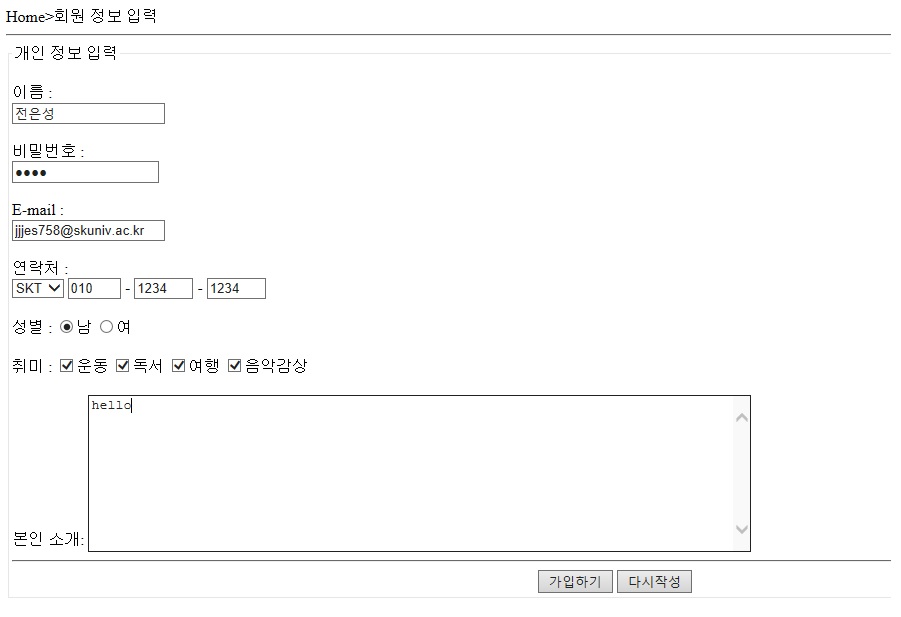 Home>회원 정보 입력
개인 정보 입력
이름 :
전은성
비밀번호 :
••••
E-mail :
jjjes758@skuniv.ac.kr
연락처 :
SKT 010 - 1234 - 1234
성별 : 남 여
취미 : 운동 독서 여행 음악감상
hello
본인 소개:
가입하기 다시작성